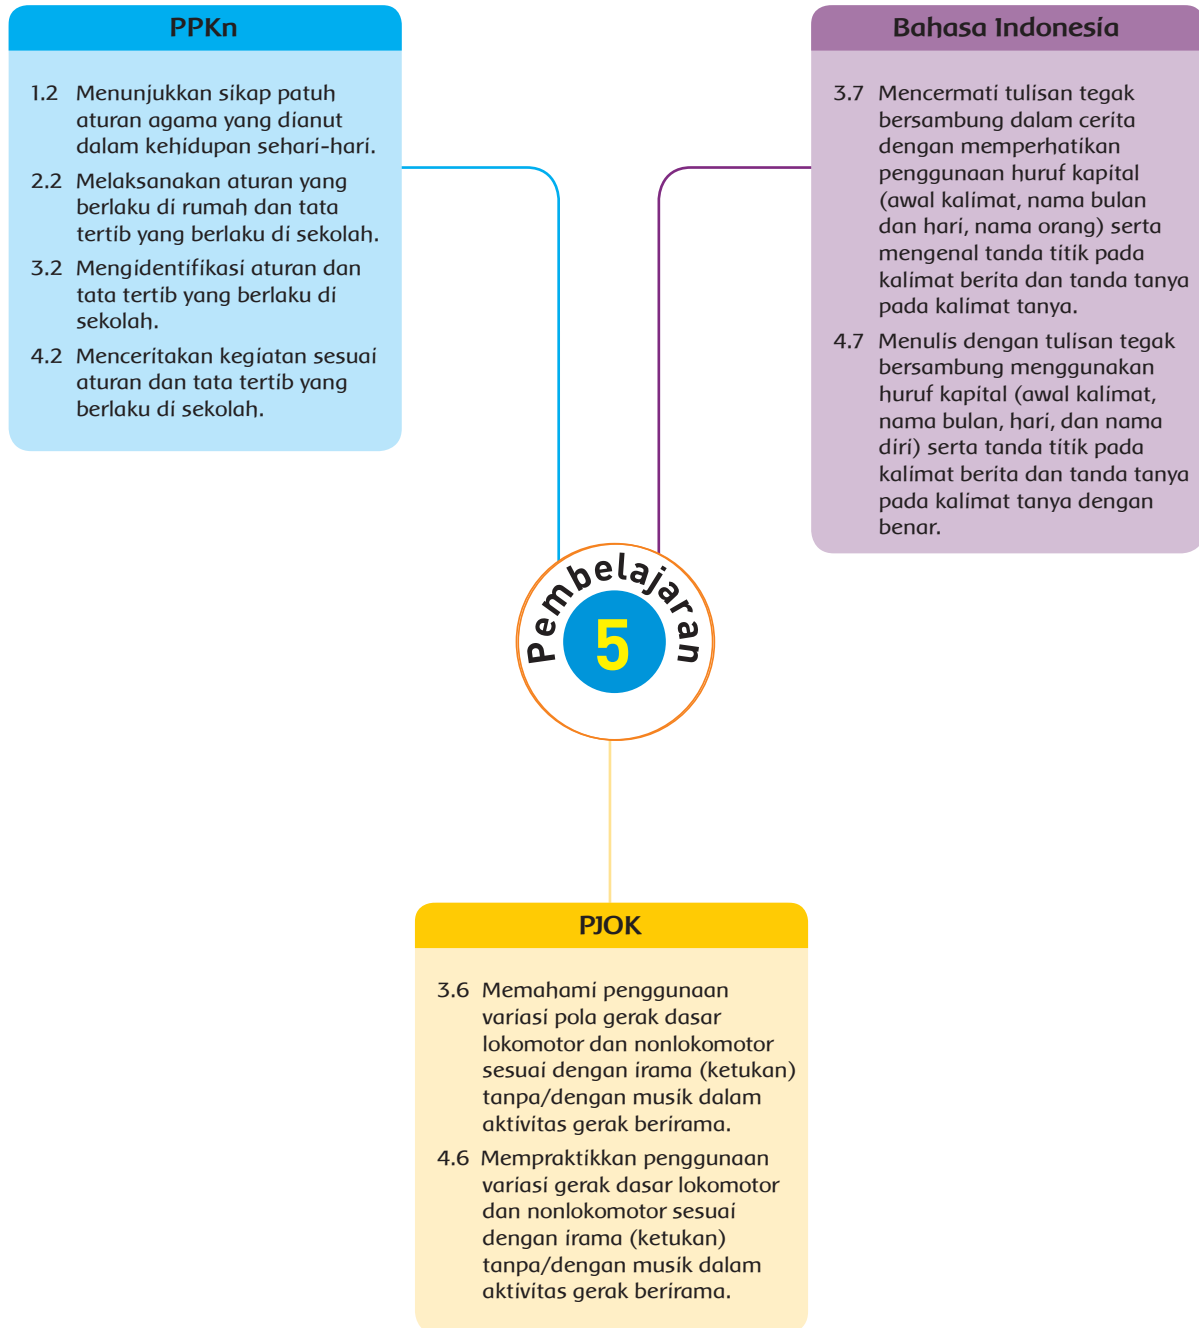 PPKn
1.2 Menunjukkan sikap patuh
aturan agama yang dianut
dalam kehidupan sehari-hari.
2.2 Melaksanakan aturan yang
berlaku di rumah dan tata
tertib yang berlaku di sekolah.
3.2 Mengidentifikasi aturan dan
tata tertib yang berlaku di
sekolah.
4.2 Menceritakan kegiatan sesuai
aturan dan tata tertib yang
berlaku di sekolah.
Bahasa Indonesia
3.7 Mencermati tulisan tegak
bersambung dalam cerita
dengan memperhatikan
penggunaan huruf kapital
(awal kalimat, nama bulan
dan hari, nama orang) serta
mengenal tanda titik pada
kalimat berita dan tanda tanya
pada kalimat tanya.
4.7 Menulis dengan tulisan tegak
bersambung menggunakan
huruf kapital (awal kalimat,
nama bulan, hari, dan nama
diri) serta tanda titik pada
kalimat berita dan tanda tanya
pada kalimat tanya dengan
benar.
Pembelajaran
5
PJOK
3.6 Memahami penggunaan
variasi pola gerak dasar
lokomotor dan nonlokomotor
sesuai dengan irama (ketukan)
tanpa/dengan musik dalam
aktivitas gerak berirama.
4.6 Mempraktikkan penggunaan
variasi gerak dasar lokomotor
dan nonlokomotor sesuai
dengan irama (ketukan)
tanpa/dengan musik dalam
aktivitas gerak berirama.